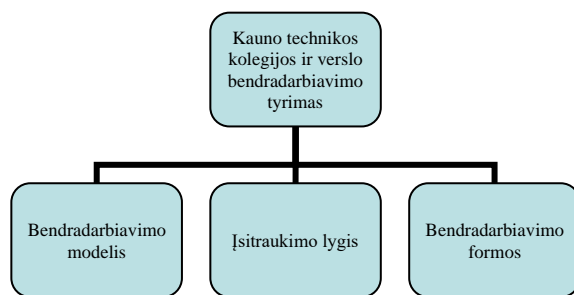 Kauno technikos
kolegijos ir verslo
bendradarbiavimo
tyrimas
Bendradarbiavimo
modelis
Įsitraukimo lygis
Bendradarbiavimo
formos